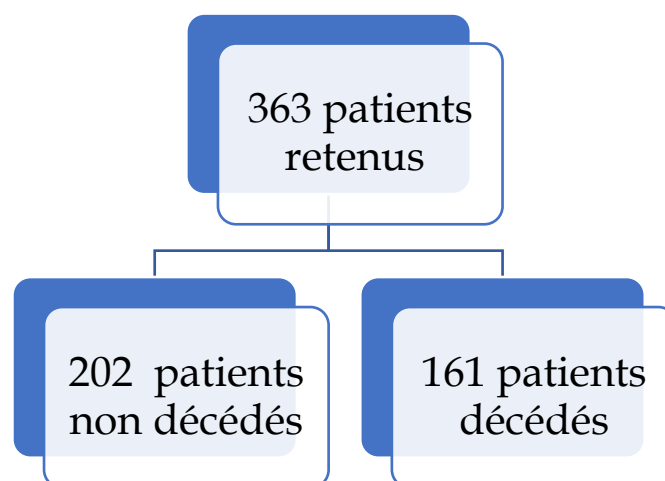 363 patients
retenus
202 patients
non décédés
161 patients
décédés